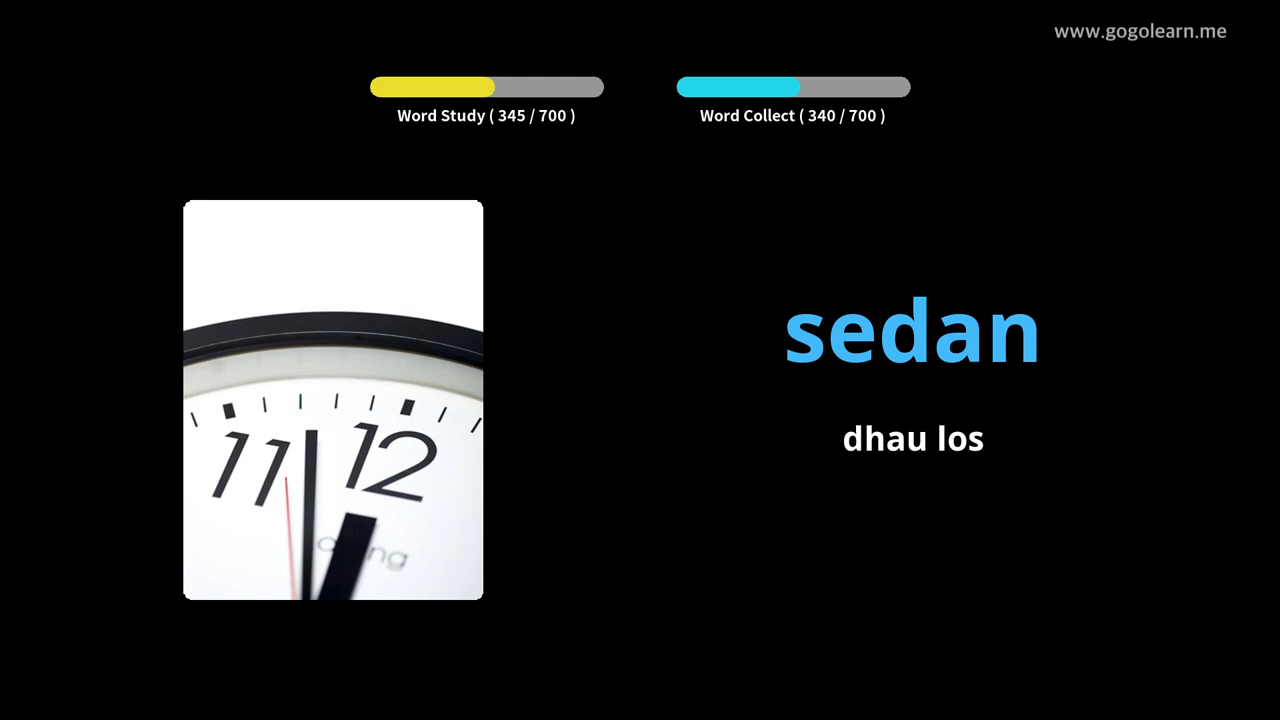 www.gogolearn.me
Word Study ( 345 / 700 )
Word Collect ( 340 / 700 )
11
12
sedan
dhau los